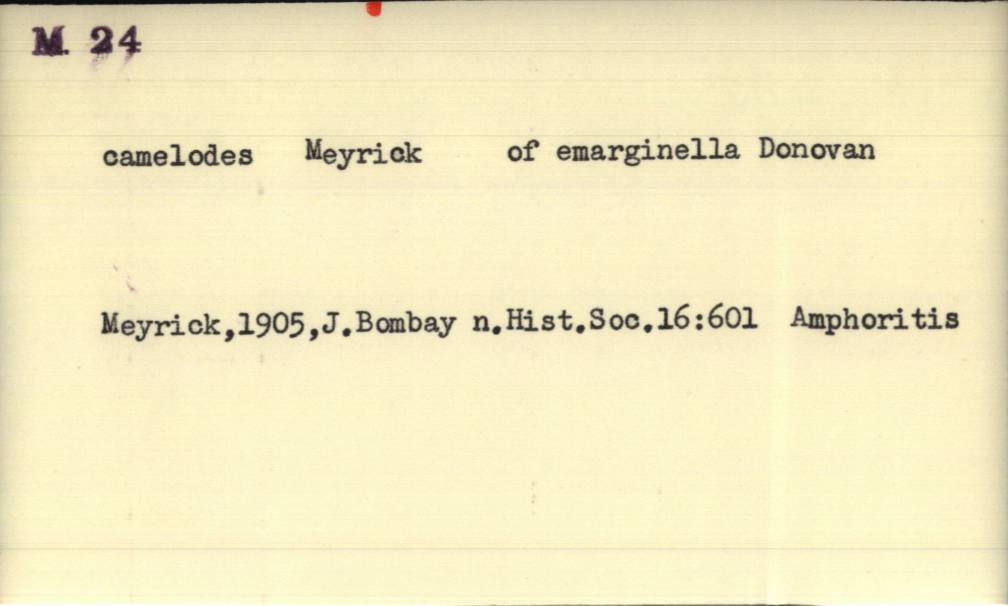 M. 24
camelodes Meyrick of emarginella Donovan
Meyrick,1905,J.Bombay n.Hist.Soc.16:601 Amphoritis